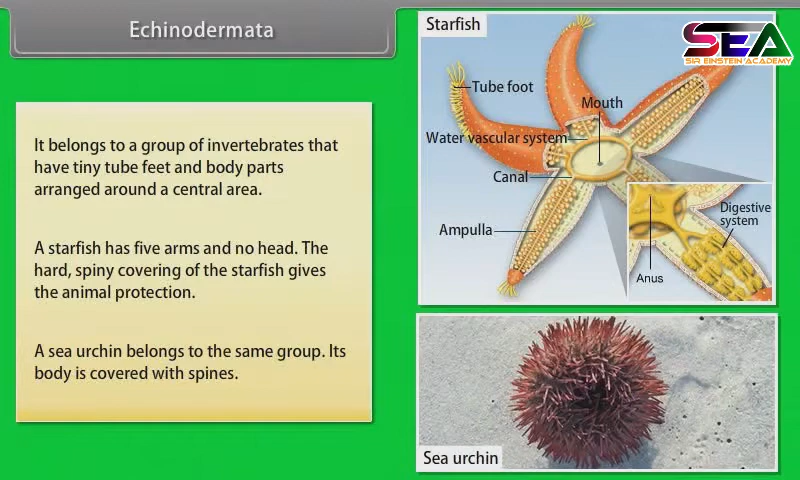 Echinodermata
It belongs to a group of invertebrates that
have tiny tube feet and body parts
arranged around a central area.
A starfish has five arms and no head. The
hard, spiny covering of the starfish gives
the animal protection.
A sea urchin belongs to the same group. Its
body is covered with spines.
Starfish
SEA
SIR EINSTEIN ACADEMY
Tube foot
Mouth
Water vascular system
Canal
Ampulla
Digestive
system
Anus
Sea urchin